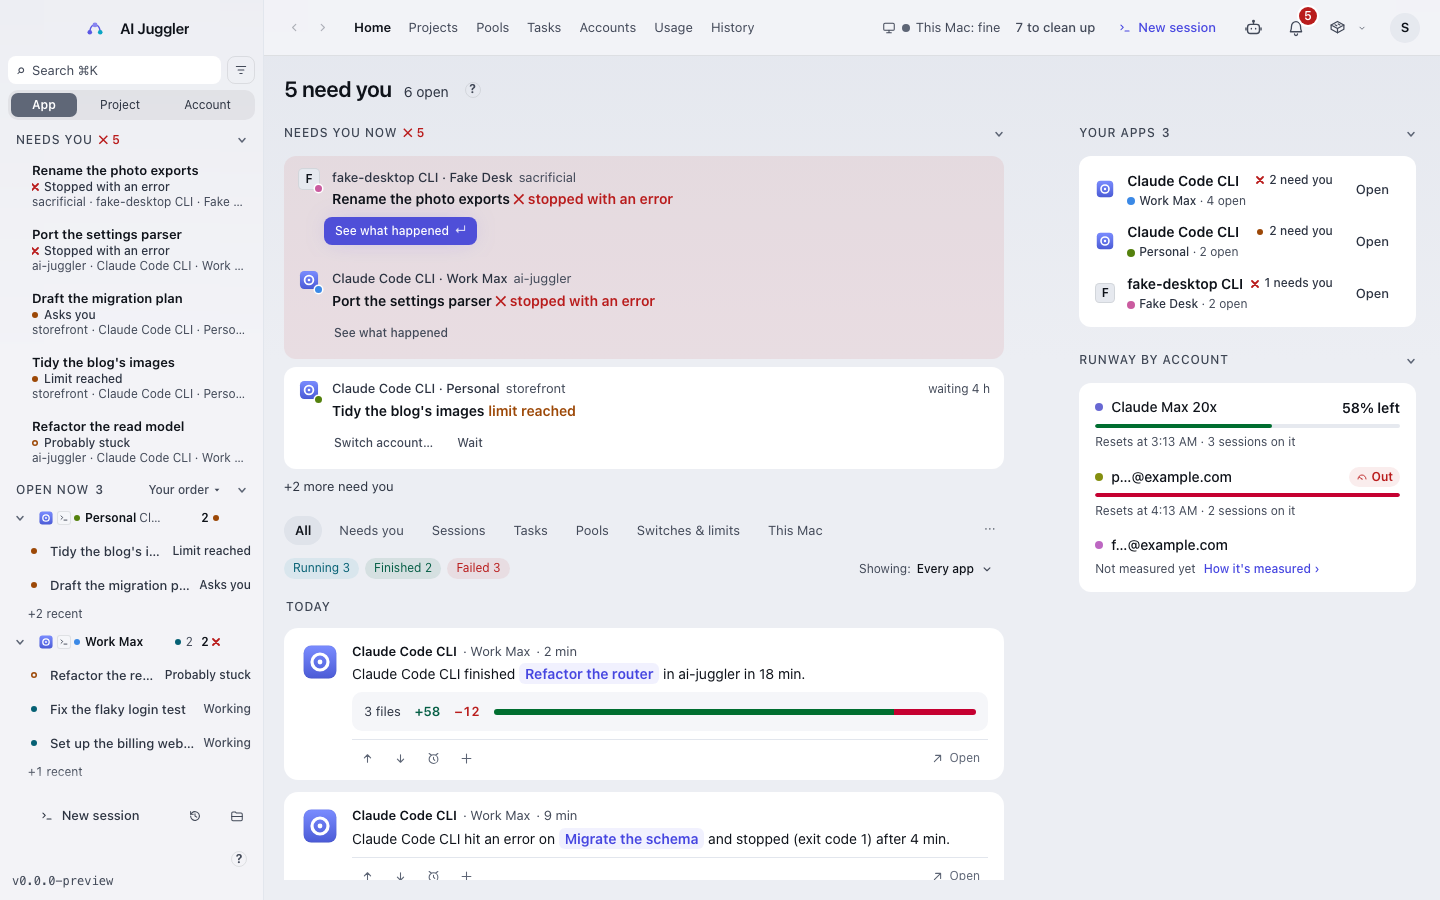 AI Juggler
Search ⌘K
App Project Account
NEEDS YOU 5
Rename the photo exports
Stopped with an error
sacrificial · fake-desktop CLI · Fake ...
Port the settings parser
Stopped with an error
ai-juggler · Claude Code CLI · Work ...
Draft the migration plan
Asks you
storefront · Claude Code CLI · Perso...
Tidy the blog's images
Limit reached
storefront · Claude Code CLI · Perso...
Refactor the read model
Probably stuck
ai-juggler · Claude Code CLI · Work ...
OPEN NOW 3 Your order
Personal Cl... 2
Tidy the blog's i... Limit reached
Draft the migration p... Asks you
+2 recent
Work Max 2 2
Refactor the re... Probably stuck
Fix the flaky login test Working
Set up the billing web... Working
+1 recent
New session
?
v0.0.0-preview
Home Projects Pools Tasks Accounts Usage History
This Mac: fine 7 to clean up New session 5 S
5 need you 6 open ?
NEEDS YOU NOW 5
F fake-desktop CLI · Fake Desk sacrificial
Rename the photo exports stopped with an error
See what happened
Claude Code CLI · Work Max ai-juggler
Port the settings parser stopped with an error
See what happened
Claude Code CLI · Personal storefront waiting 4 h
Tidy the blog's images limit reached
Switch account... Wait
+2 more need you
All Needs you Sessions Tasks Pools Switches & limits This Mac ...
Running 3 Finished 2 Failed 3 Showing: Every app
TODAY
Claude Code CLI · Work Max · 2 min
Claude Code CLI finished Refactor the router in ai-juggler in 18 min.
3 files +58 −12
Open
Claude Code CLI · Work Max · 9 min
Claude Code CLI hit an error on Migrate the schema and stopped (exit code 1) after 4 min.
Open
YOUR APPS 3
Claude Code CLI 2 need you Open
Work Max · 4 open
Claude Code CLI 2 need you Open
Personal · 2 open
F fake-desktop CLI 1 needs you Open
Fake Desk · 2 open
RUNWAY BY ACCOUNT
Claude Max 20x 58% left
Resets at 3:13 AM · 3 sessions on it
p...@example.com Out
Resets at 4:13 AM · 2 sessions on it
f...@example.com
Not measured yet How it's measured ›